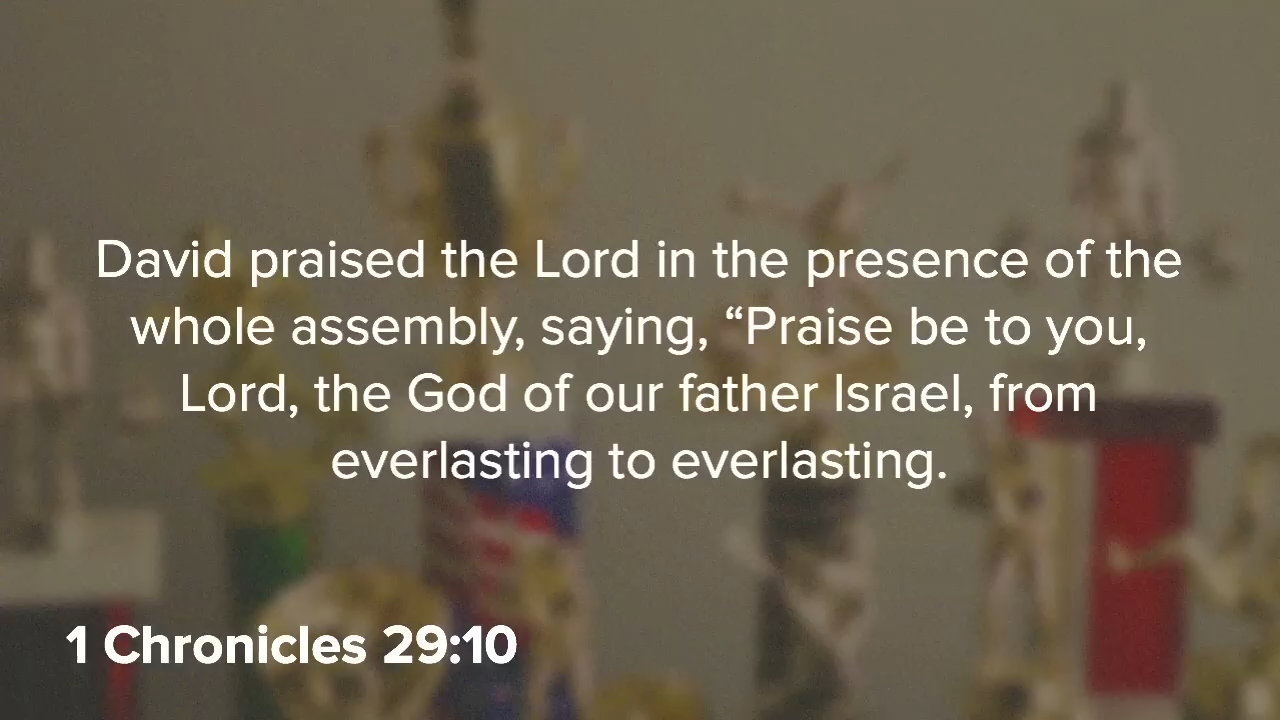 David praised the Lord in the presence of the
whole assembly, saying, “Praise be to you,
Lord, the God of our father Israel, from
everlasting to everlasting.
1 Chronicles 29:10